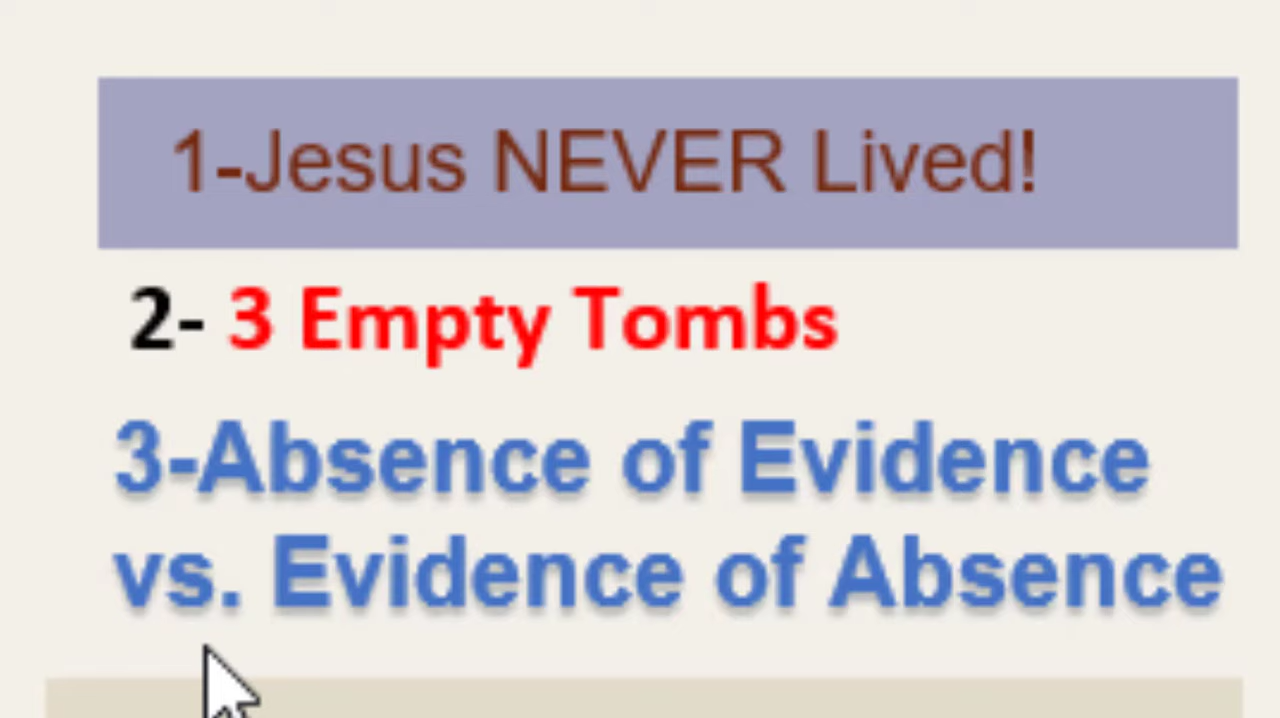 1-Jesus NEVER Lived!
2- 3 Empty Tombs
3-Absence of Evidence
vs. Evidence of Absence